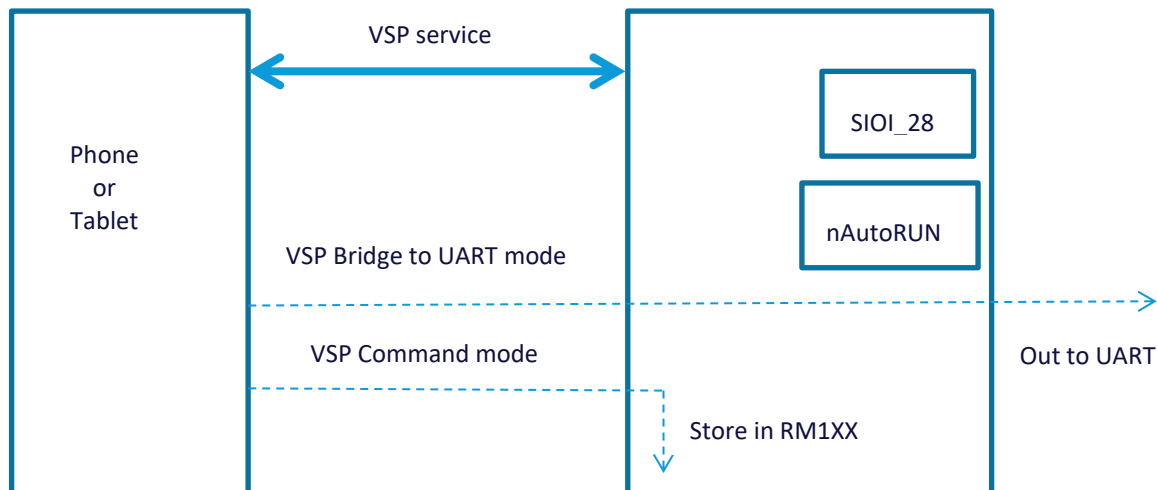 VSP service
SIOI_28
Phone
or
Tablet
nAutoRUN
VSP Bridge to UART mode
VSP Command mode
Out to UART
Store in RM1XX